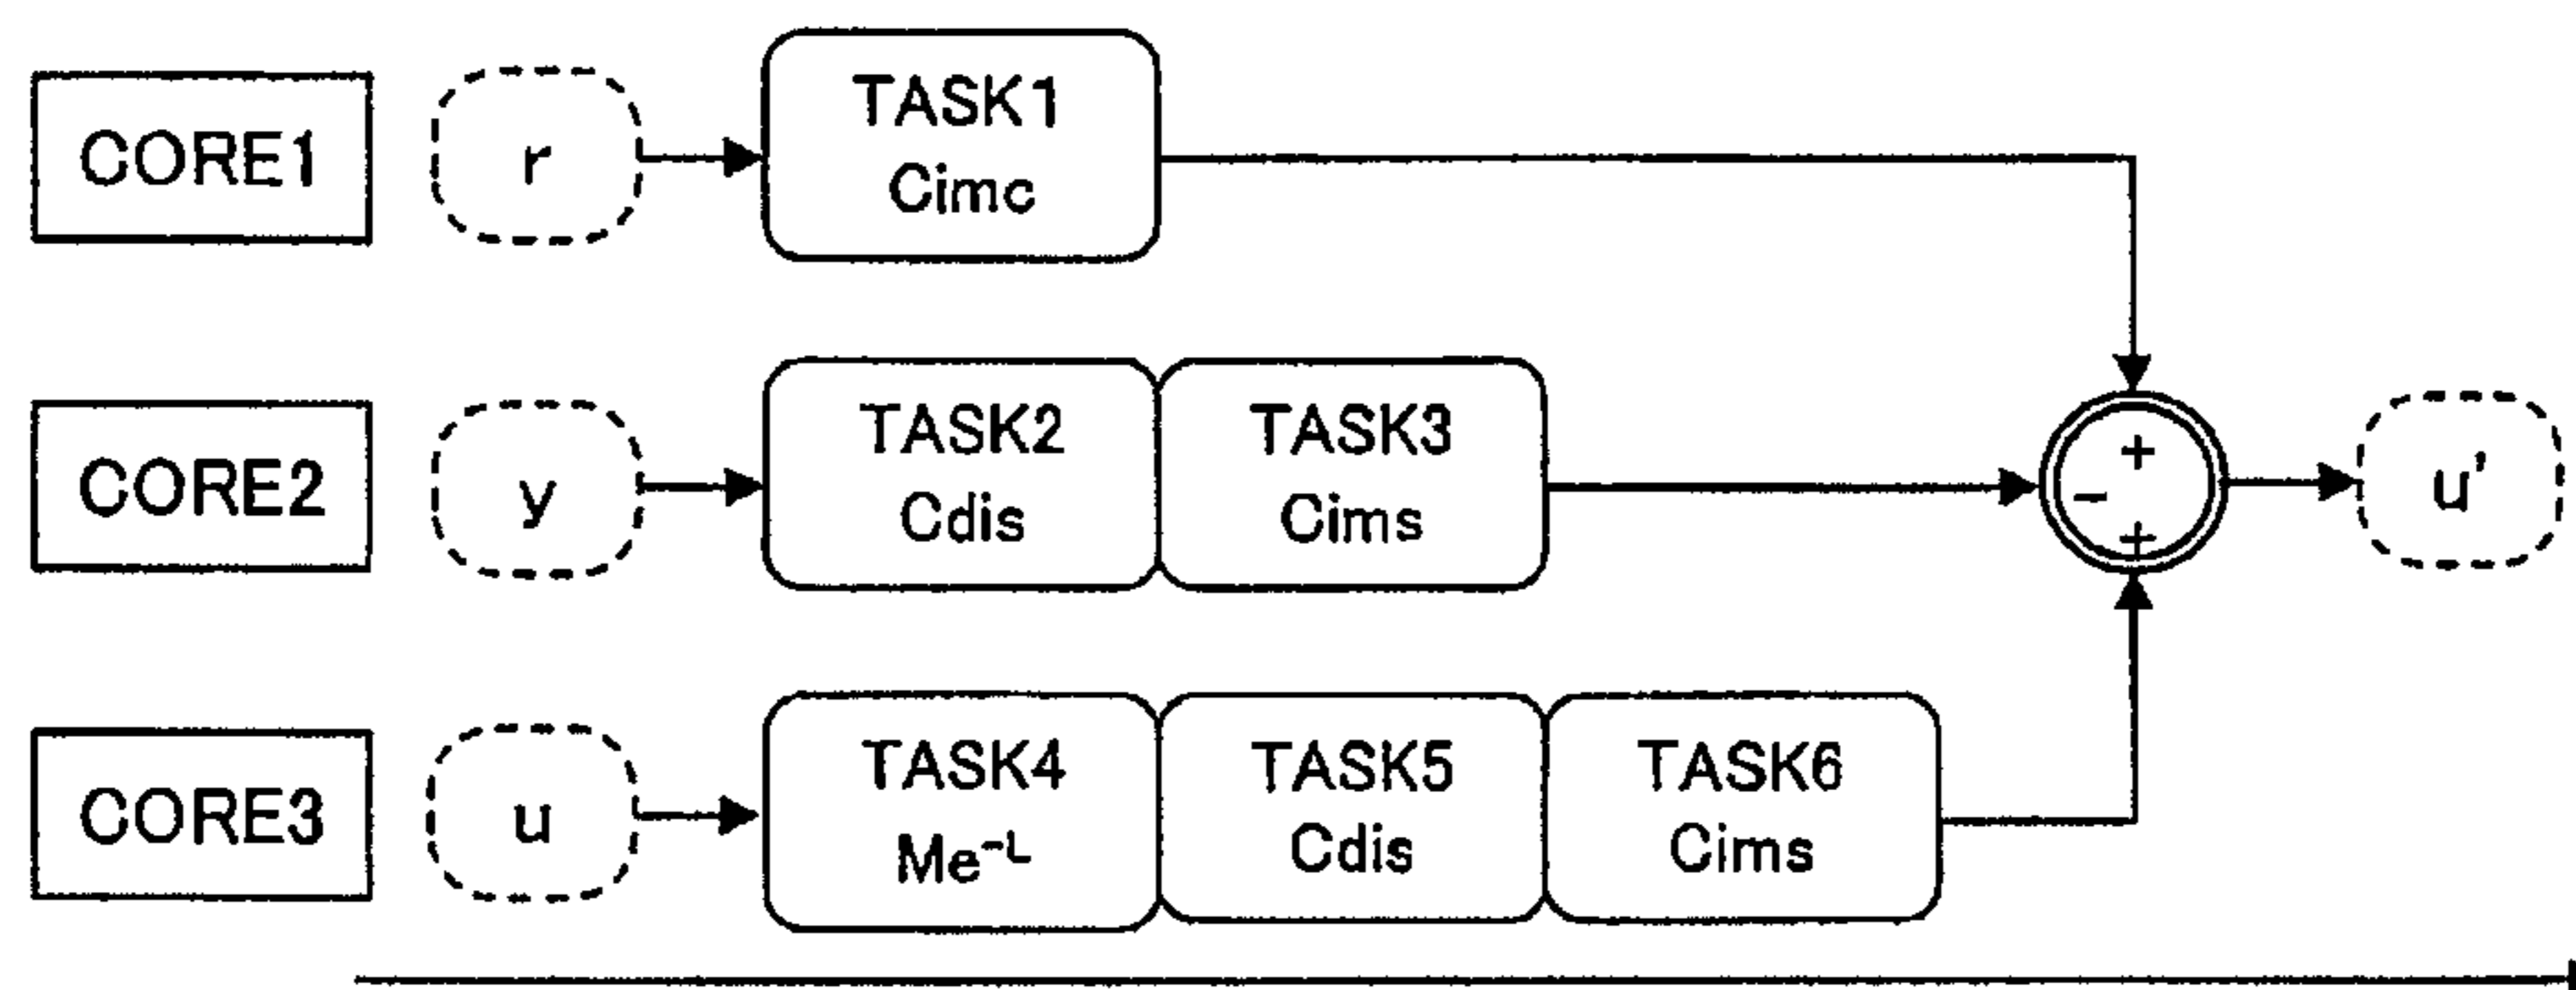 CORE1
r
TASK1
Cimc
CORE2
y
TASK2
Cdis
TASK3
Cims
+
−
+
u'
CORE3
u
TASK4
Me⁻ᴸ
TASK5
Cdis
TASK6
Cims